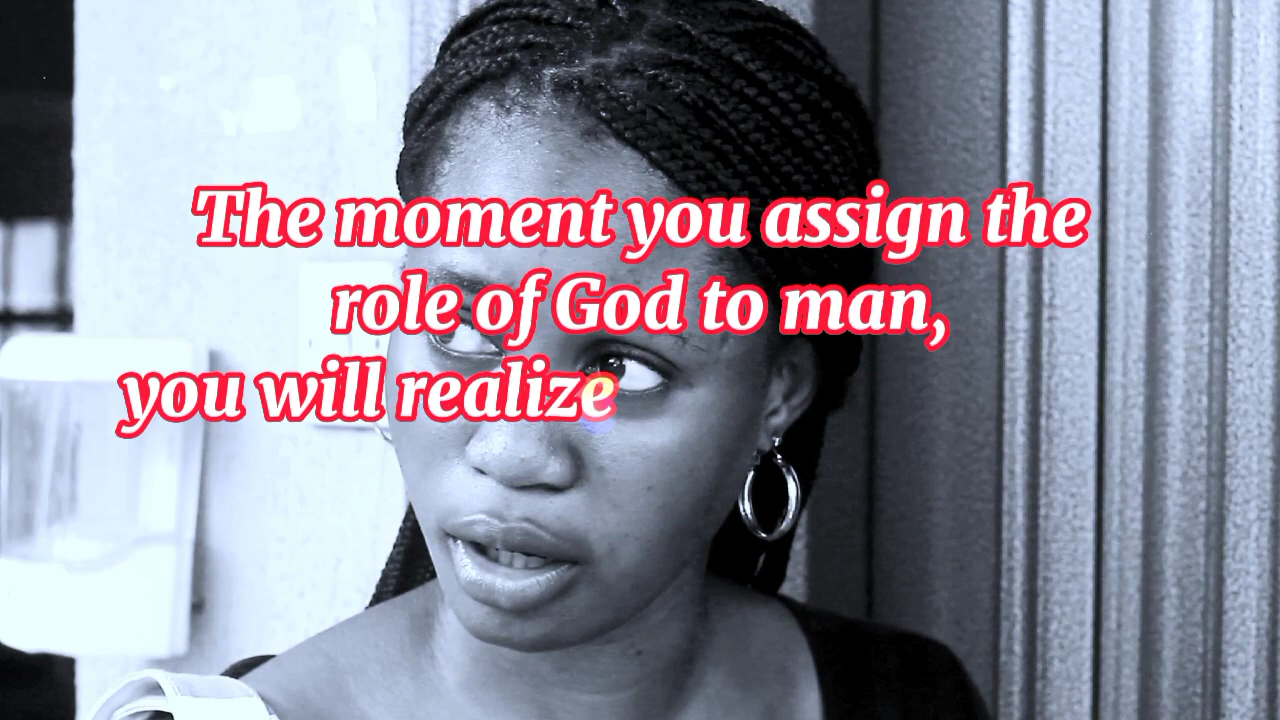 The moment you assign the
role of God to man,
you will realize